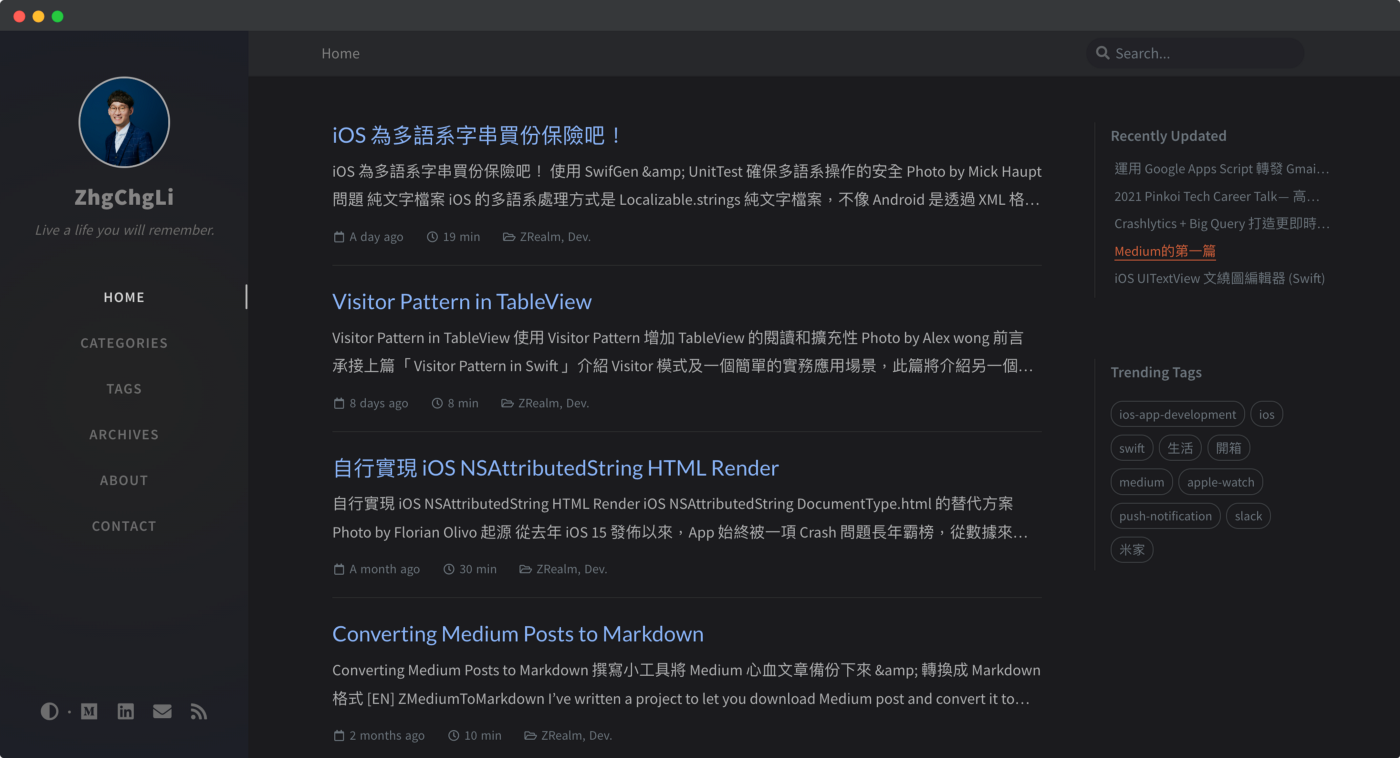 ZhgChgLi
Live a life you will remember.
HOME
CATEGORIES
TAGS
ARCHIVES
ABOUT
CONTACT
Home
Search...
iOS 為多語系字串買份保險吧！
iOS 為多語系字串買份保險吧！ 使用 SwifGen &amp; UnitTest 確保多語系操作的安全 Photo by Mick Haupt
問題 純文字檔案 iOS 的多語系處理方式是 Localizable.strings 純文字檔案，不像 Android 是透過 XML 格…
A day ago 19 min ZRealm, Dev.
Visitor Pattern in TableView
Visitor Pattern in TableView 使用 Visitor Pattern 增加 TableView 的閱讀和擴充性 Photo by Alex wong 前言
承接上篇「 Visitor Pattern in Swift 」介紹 Visitor 模式及一個簡單的實務應用場景，此篇將介紹另一個…
8 days ago 8 min ZRealm, Dev.
自行實現 iOS NSAttributedString HTML Render
自行實現 iOS NSAttributedString HTML Render iOS NSAttributedString DocumentType.html 的替代方案
Photo by Florian Olivo 起源 從去年 iOS 15 發佈以來，App 始終被一項 Crash 問題長年霸榜，從數據來…
A month ago 30 min ZRealm, Dev.
Converting Medium Posts to Markdown
Converting Medium Posts to Markdown 撰寫小工具將 Medium 心血文章備份下來 &amp; 轉換成 Markdown
格式 [EN] ZMediumToMarkdown I’ve written a project to let you download Medium post and convert it to…
2 months ago 10 min ZRealm, Dev.
Recently Updated
運用 Google Apps Script 轉發 Gmai…
2021 Pinkoi Tech Career Talk— 高…
Crashlytics + Big Query 打造更即時…
Medium的第一篇
iOS UITextView 文繞圖編輯器 (Swift)
Trending Tags
ios-app-development ios
swift 生活 開箱
medium apple-watch
push-notification slack
米家